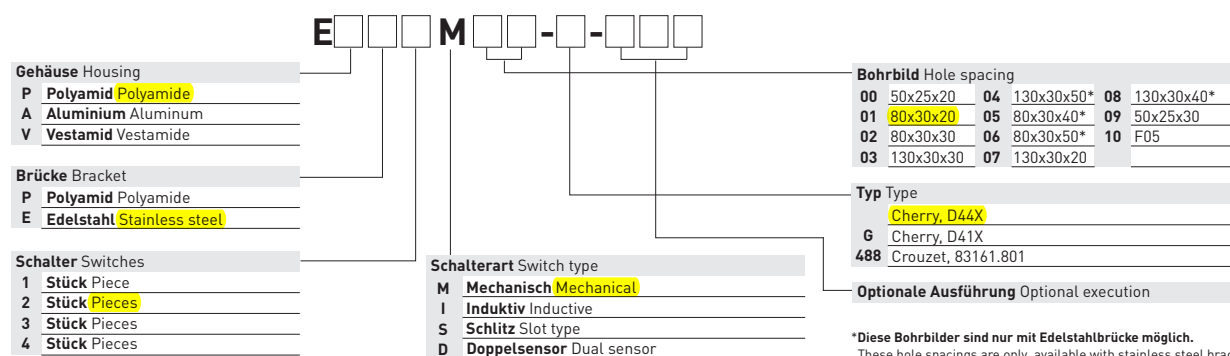 E□□□M□□-□-□□□
Gehäuse Housing
P Polyamid Polyamide
A Aluminium Aluminum
V Vestamid Vestamide
Brücke Bracket
P Polyamid Polyamide
E Edelstahl Stainless steel
Schalter Switches
1 Stück Piece
2 Stück Pieces
3 Stück Pieces
4 Stück Pieces
Schalterart Switch type
M Mechanisch Mechanical
I Induktiv Inductive
S Schlitz Slot type
D Doppelsensor Dual sensor
Bohrbild Hole spacing
00 50x25x20 04 130x30x50* 08 130x30x40*
01 80x30x20 05 80x30x40* 09 50x25x30
02 80x30x30 06 80x30x50* 10 F05
03 130x30x30 07 130x30x20
Typ Type
Cherry, D44X
G Cherry, D41X
488 Crouzet, 83161.801
Optionale Ausführung Optional execution
*Diese Bohrbilder sind nur mit Edelstahlbrücke möglich.
These hole spacings are only available with stainless steel